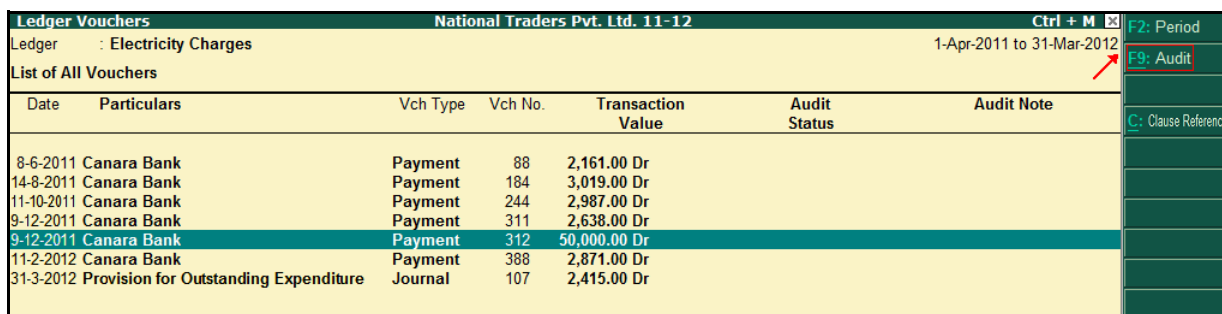 Ledger Vouchers National Traders Pvt. Ltd. 11-12 Ctrl + M
F2: Period
Ledger : Electricity Charges 1-Apr-2011 to 31-Mar-2012
F9: Audit
List of All Vouchers
Date Particulars Vch Type Vch No. Transaction Value Audit Status Audit Note
C: Clause Referenc
8-6-2011 Canara Bank Payment 88 2,161.00 Dr
14-8-2011 Canara Bank Payment 184 3,019.00 Dr
11-10-2011 Canara Bank Payment 244 2,987.00 Dr
9-12-2011 Canara Bank Payment 311 2,638.00 Dr
9-12-2011 Canara Bank Payment 312 50,000.00 Dr
11-2-2012 Canara Bank Payment 388 2,871.00 Dr
31-3-2012 Provision for Outstanding Expenditure Journal 107 2,415.00 Dr